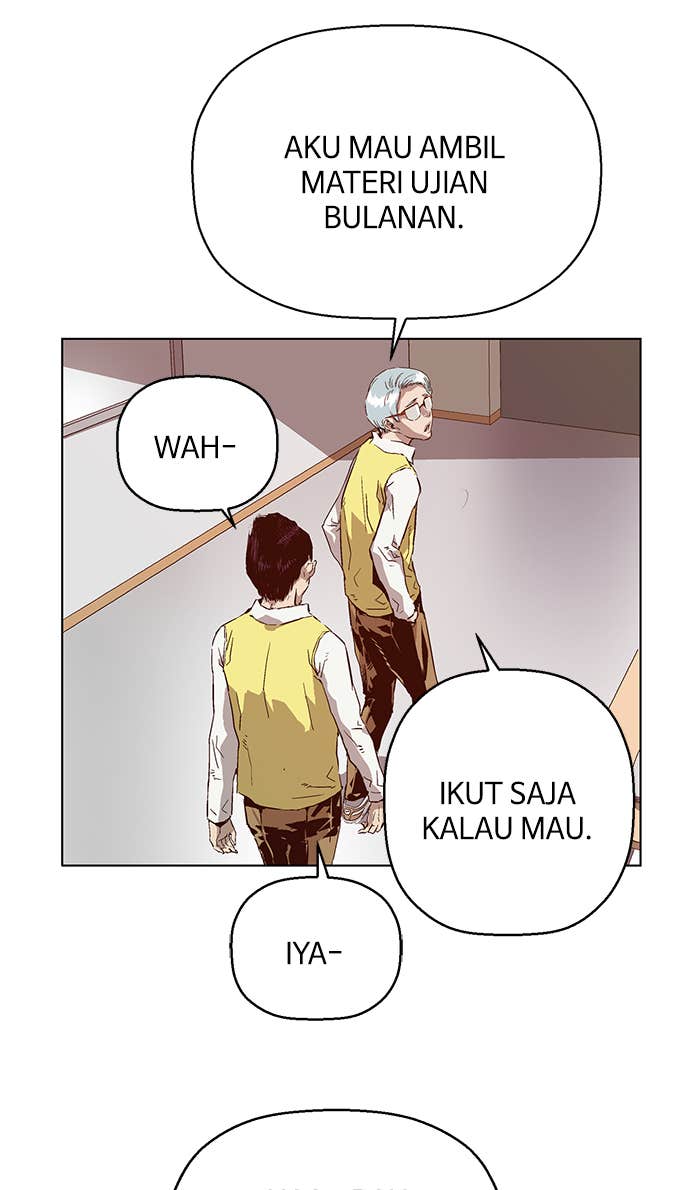 AKU MAU AMBIL
MATERI UJIAN
BULANAN.
WAH-
IKUT SAJA
KALAU MAU.
IYA-